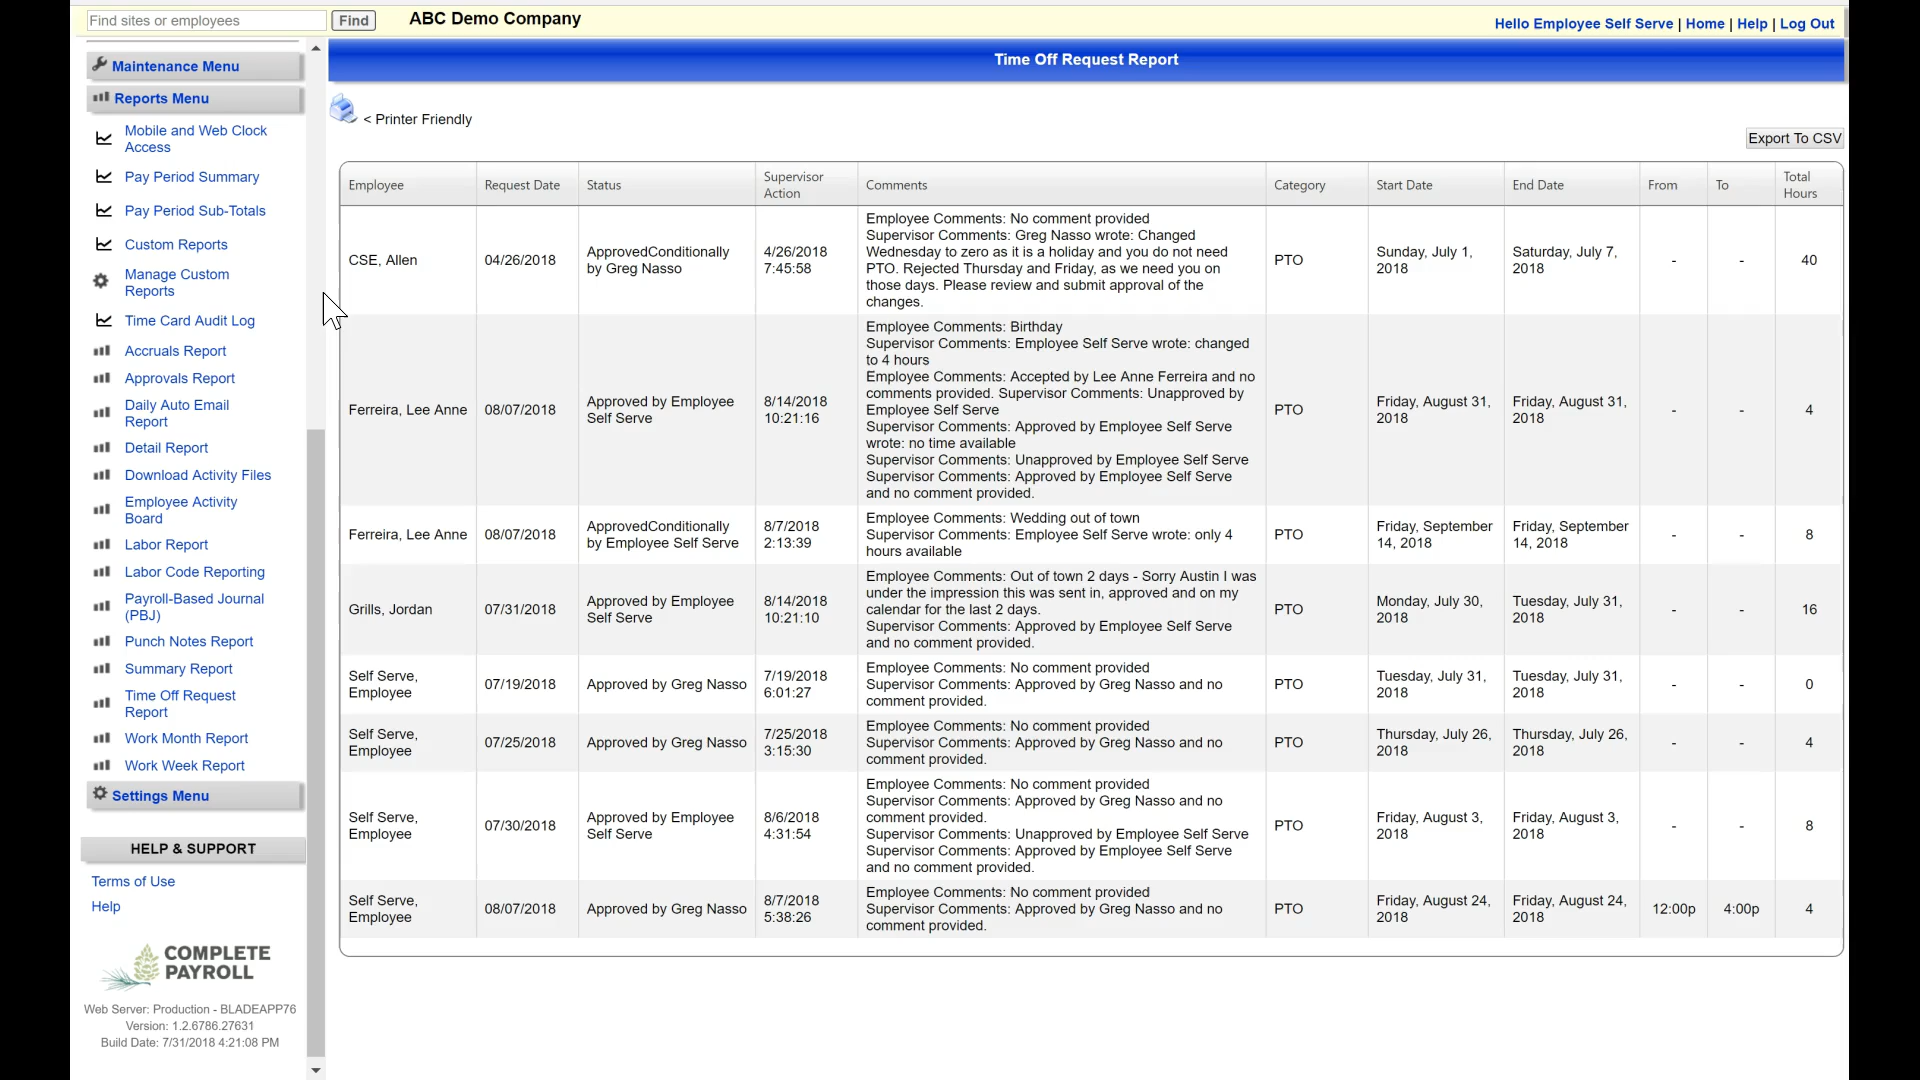 Find sites or employees
Find
ABC Demo Company
Hello Employee Self Serve | Home | Help | Log Out
Maintenance Menu
Reports Menu
Mobile and Web Clock
Access
Pay Period Summary
Pay Period Sub-Totals
Custom Reports
Manage Custom
Reports
Time Card Audit Log
Accruals Report
Approvals Report
Daily Auto Email
Report
Detail Report
Download Activity Files
Employee Activity
Board
Labor Report
Labor Code Reporting
Payroll-Based Journal
(PBJ)
Punch Notes Report
Summary Report
Time Off Request
Report
Work Month Report
Work Week Report
Settings Menu
HELP & SUPPORT
Terms of Use
Help
COMPLETE
PAYROLL
Web Server: Production - BLADEAPP76
Version: 1.2.6786.27631
Build Date: 7/31/2018 4:21:08 PM
Time Off Request Report
< Printer Friendly
Export To CSV
Employee
Request Date
Status
Supervisor
Action
Comments
Category
Start Date
End Date
From
To
Total
Hours
CSE, Allen
04/26/2018
ApprovedConditionally
by Greg Nasso
4/26/2018
7:45:58
Employee Comments: No comment provided
Supervisor Comments: Greg Nasso wrote: Changed
Wednesday to zero as it is a holiday and you do not need
PTO. Rejected Thursday and Friday, as we need you on
those days. Please review and submit approval of the
changes.
PTO
Sunday, July 1,
2018
Saturday, July 7,
2018
-
-
40
Ferreira, Lee Anne
08/07/2018
Approved by Employee
Self Serve
8/14/2018
10:21:16
Employee Comments: Birthday
Supervisor Comments: Employee Self Serve wrote: changed
to 4 hours
Employee Comments: Accepted by Lee Anne Ferreira and no
comments provided. Supervisor Comments: Unapproved by
Employee Self Serve
Supervisor Comments: Approved by Employee Self Serve
wrote: no time available
Supervisor Comments: Unapproved by Employee Self Serve
Supervisor Comments: Approved by Employee Self Serve
and no comment provided.
PTO
Friday, August 31,
2018
Friday, August 31,
2018
-
-
4
Ferreira, Lee Anne
08/07/2018
ApprovedConditionally
by Employee Self Serve
8/7/2018
2:13:39
Employee Comments: Wedding out of town
Supervisor Comments: Employee Self Serve wrote: only 4
hours available
PTO
Friday, September
14, 2018
Friday, September
14, 2018
-
-
8
Grills, Jordan
07/31/2018
Approved by Employee
Self Serve
8/14/2018
10:21:10
Employee Comments: Out of town 2 days - Sorry Austin I was
under the impression this was sent in, approved and on my
calendar for the last 2 days.
Supervisor Comments: Approved by Employee Self Serve
and no comment provided.
PTO
Monday, July 30,
2018
Tuesday, July 31,
2018
-
-
16
Self Serve,
Employee
07/19/2018
Approved by Greg Nasso
7/19/2018
6:01:27
Employee Comments: No comment provided
Supervisor Comments: Approved by Greg Nasso and no
comment provided.
PTO
Tuesday, July 31,
2018
Tuesday, July 31,
2018
-
-
0
Self Serve,
Employee
07/25/2018
Approved by Greg Nasso
7/25/2018
3:15:30
Employee Comments: No comment provided
Supervisor Comments: Approved by Greg Nasso and no
comment provided.
PTO
Thursday, July 26,
2018
Thursday, July 26,
2018
-
-
4
Self Serve,
Employee
07/30/2018
Approved by Employee
Self Serve
8/6/2018
4:31:54
Employee Comments: No comment provided
Supervisor Comments: Approved by Greg Nasso and no
comment provided.
Supervisor Comments: Unapproved by Employee Self Serve
Supervisor Comments: Approved by Employee Self Serve
and no comment provided.
PTO
Friday, August 3,
2018
Friday, August 3,
2018
-
-
8
Self Serve,
Employee
08/07/2018
Approved by Greg Nasso
8/7/2018
5:38:26
Employee Comments: No comment provided
Supervisor Comments: Approved by Greg Nasso and no
comment provided.
PTO
Friday, August 24,
2018
Friday, August 24,
2018
12:00p
4:00p
4